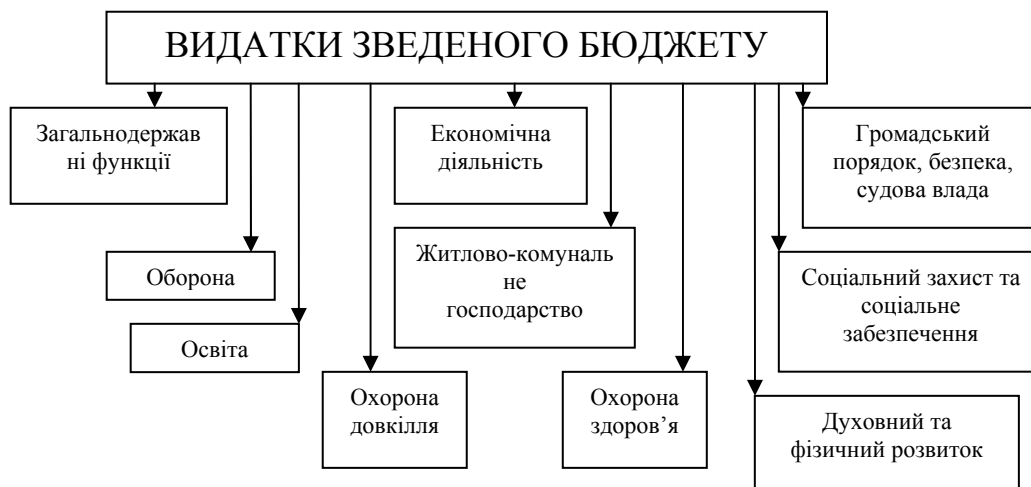 ВИДАТКИ ЗВЕДЕНОГО БЮДЖЕТУ
Загальнодержав
ні функції
Економічна
діяльність
Громадський
порядок, безпека,
судова влада
Оборона
Житлово-комуналь
не
господарство
Соціальний захист та
соціальне
забезпечення
Освіта
Охорона
довкілля
Охорона
здоров’я
Духовний та
фізичний розвиток